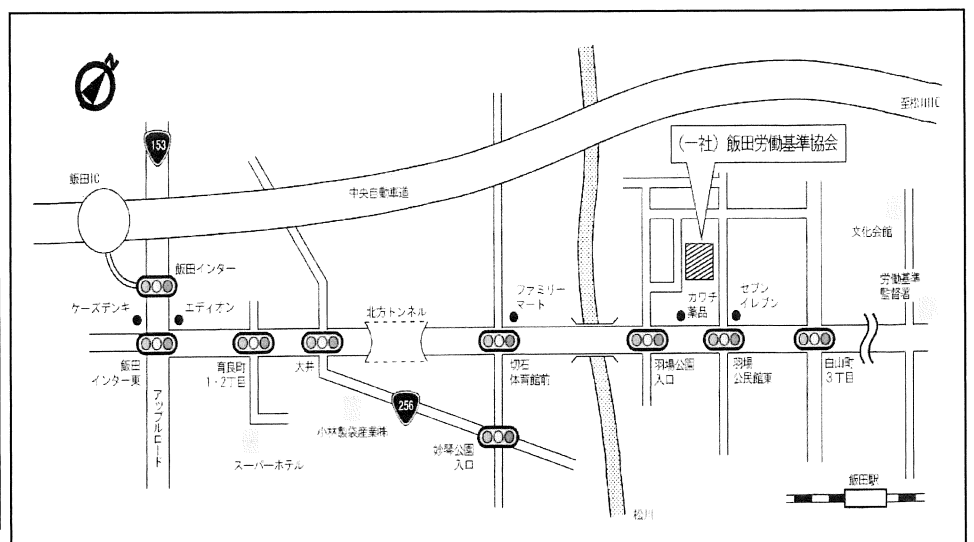 N
153
飯田IC
中央自動車道
至松川IC
(一社) 飯田労働基準協会
文化会館
労働基準
監督署
飯田インター
ケーズデンキ
エディオン
北方トンネル
ファミリー
マート
カワチ
薬品
セブン
イレブン
飯田
インター東
育良町
1・2丁目
大井
切石
体育館前
羽場公園
入口
羽場
公民館東
白山町
3丁目
アップルロード
256
小林製袋産業㈱
スーパーホテル
妙琴公園
入口
松川
飯田駅